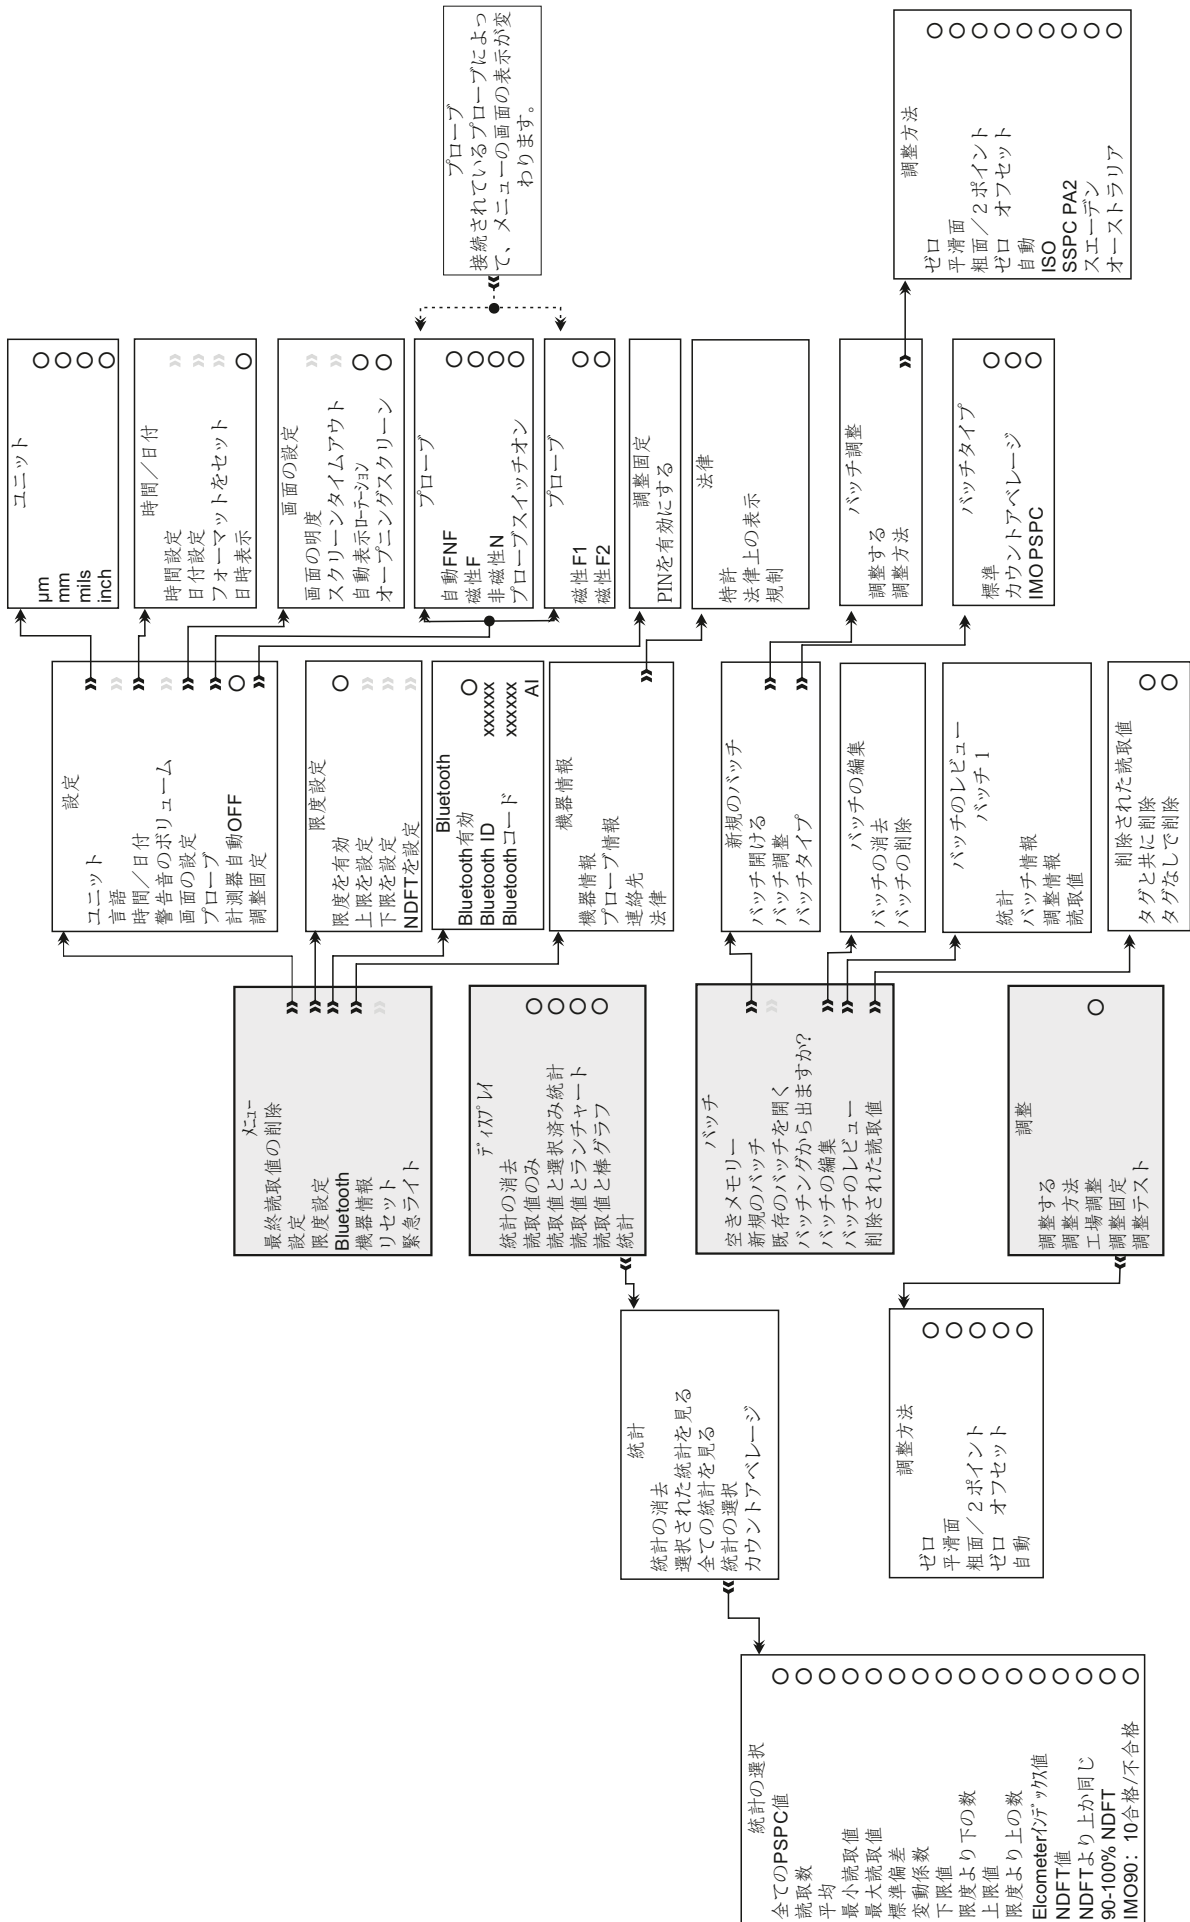 メニュー
最終読取値の削除
設定
限度設定
Bluetooth
機器情報
リセット
緊急ライト
設定
ユニット
言語
時間／日付
警告音のボリューム
画面の設定
プローブ
計測器自動OFF
調整固定
ユニット
µm
mm
mils
inch
時間／日付
時間設定
日付設定
フォーマットをセット
日時表示
画面の設定
画面の明度
スクリーンタイムアウト
自動表示ローテーション
オープニングスクリーン
プローブ
自動FNF
磁性F
非磁性N
プローブスイッチオン
プローブ
磁性F1
磁性F2
プローブ
接続されているプローブによっ
て、メニューの画面の表示が変
わります。
調整固定
PINを有効にする
限度設定
限度を有効
上限を設定
下限を設定
NDFTを設定
Bluetooth
Bluetooth有効
Bluetooth ID xxxxxx
Bluetoothコード xxxxxx
AI
機器情報
機器情報
プローブ情報
連絡先
法律
法律
特許
法律上の表示
規制
ディスプレイ
統計の消去
読取値のみ
読取値と選択済み統計
読取値とランチャート
読取値と棒グラフ
統計
統計
統計の消去
選択された統計を見る
全ての統計を見る
統計の選択
カウントアベレージ
統計の選択
全てのPSPC値
読取数
平均
最小読取値
最大読取値
標準偏差
変動係数
下限値
限度より下の数
上限値
限度より上の数
Elcometerインデックス値
NDFT値
NDFTより上か同じ
90-100% NDFT
IMO90：10合格/不合格
バッチ
空きメモリー
新規のバッチ
既存のバッチを開く
バッチングから出ますか?
バッチの編集
バッチのレビュー
削除された読取値
新規のバッチ
バッチ開ける
バッチ調整
バッチタイプ
バッチ調整
調整する
調整方法
調整方法
ゼロ
平滑面
粗面／２ポイント
ゼロ　オフセット
自動
ISO
SSPC PA2
スエーデン
オーストラリア
バッチタイプ
標準
カウントアベレージ
IMO PSPC
バッチの編集
バッチの消去
バッチの削除
バッチのレビュー
バッチ 1
統計
バッチ情報
調整情報
読取値
削除された読取値
タグと共に削除
タグなしで削除
調整
調整する
調整方法
工場調整
調整固定
調整テスト
調整方法
ゼロ
平滑面
粗面／２ポイント
ゼロ　オフセット
自動